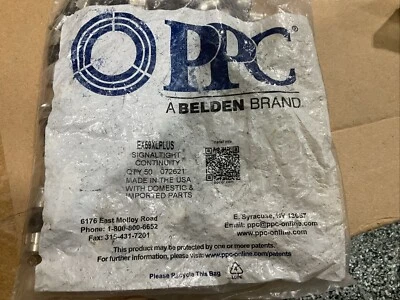 PPC
A BELDEN BRAND
EX59XLPLUS
SIGNALTIGHT
CONTINUITY
QTY 50 072621
MADE IN THE USA
WITH DOMESTIC &
IMPORTED PARTS
6176 East Molloy Road
Phone: 1-800-800-6652
Fax: 315-431-7201
E. Syracuse, NY 13057
Email: ppc@ppc-online.com
www.ppc-online.com
This product may be protected by one or more patents.
For further information, please visit: www.ppc-online.com/patents
Please Recycle This Bag